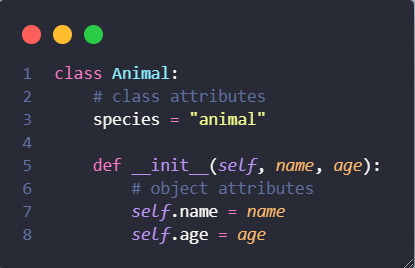 1 class Animal:
2     # class attributes
3     species = "animal"
4
5     def __init__(self, name, age):
6         # object attributes
7         self.name = name
8         self.age = age